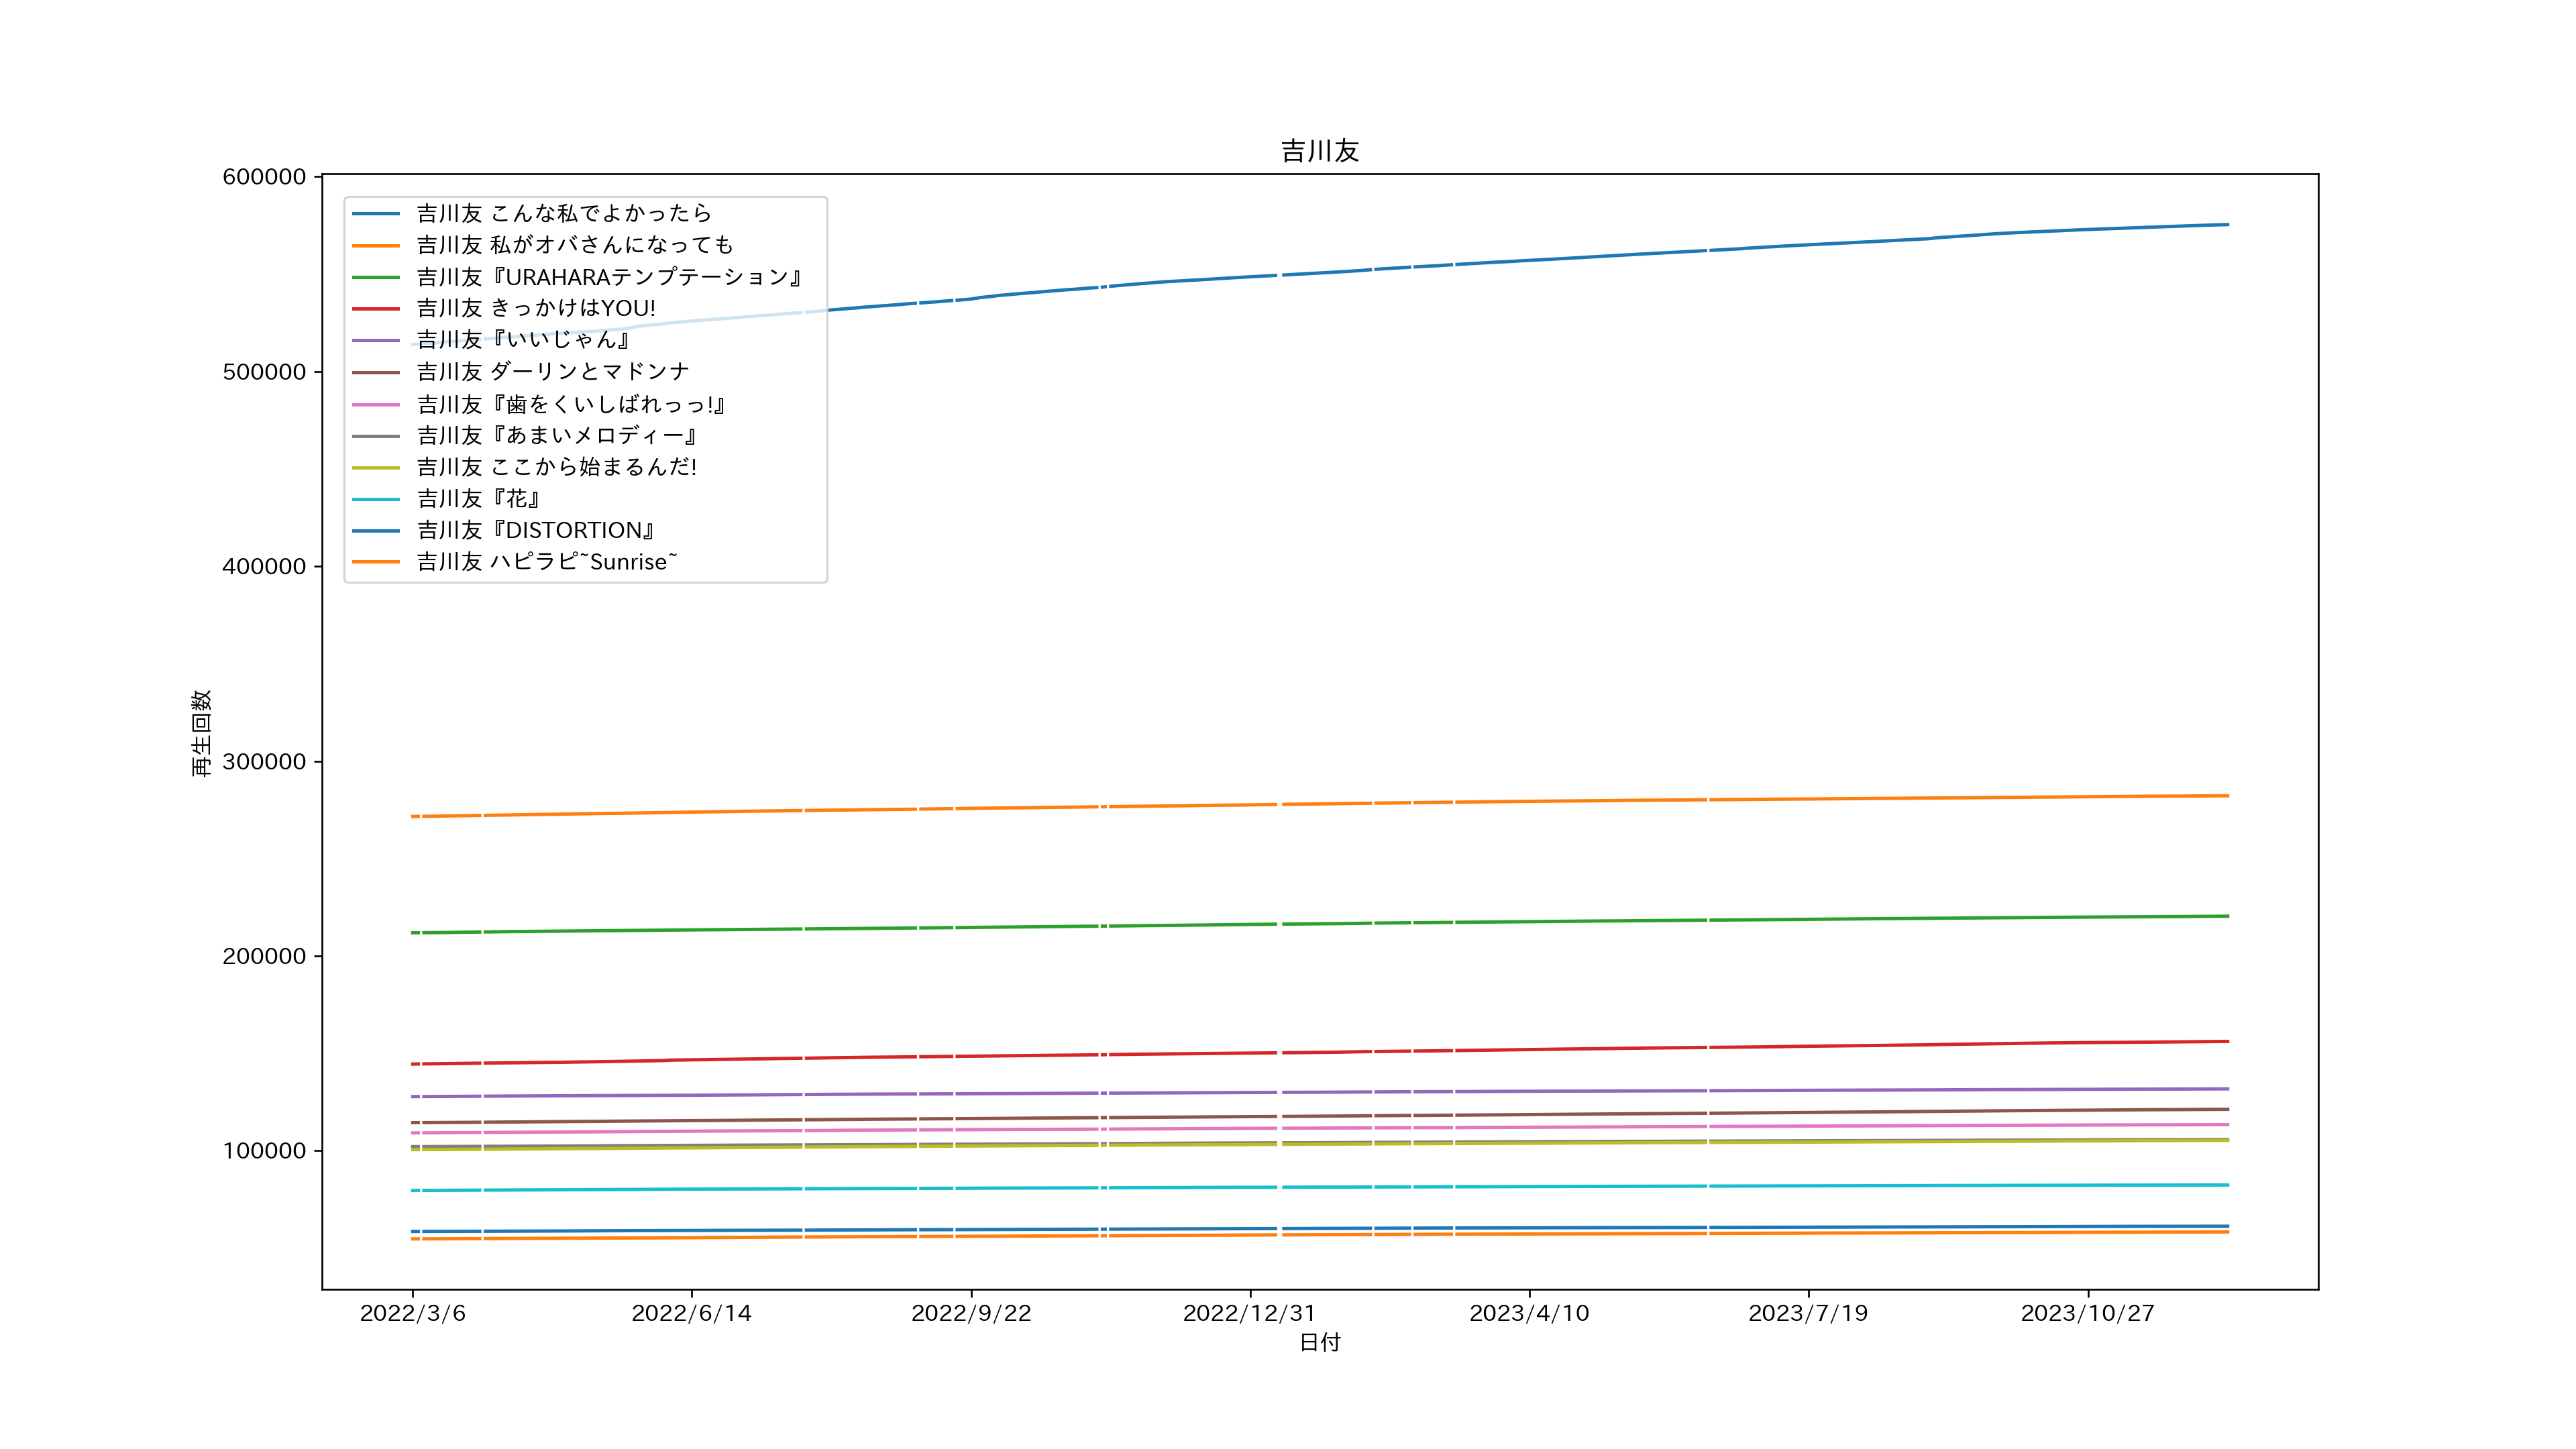 吉川友
600000
500000
400000
300000
200000
100000
再生回数
吉川友 こんな私でよかったら
吉川友 私がオバさんになっても
吉川友『URAHARAテンプテーション』
吉川友 きっかけはYOU!
吉川友『いいじゃん』
吉川友 ダーリンとマドンナ
吉川友『歯をくいしばれっっ!』
吉川友『あまいメロディー』
吉川友 ここから始まるんだ!
吉川友『花』
吉川友『DISTORTION』
吉川友 ハピラピ~Sunrise~
2022/3/6 2022/6/14 2022/9/22 2022/12/31 2023/4/10 2023/7/19 2023/10/27
日付